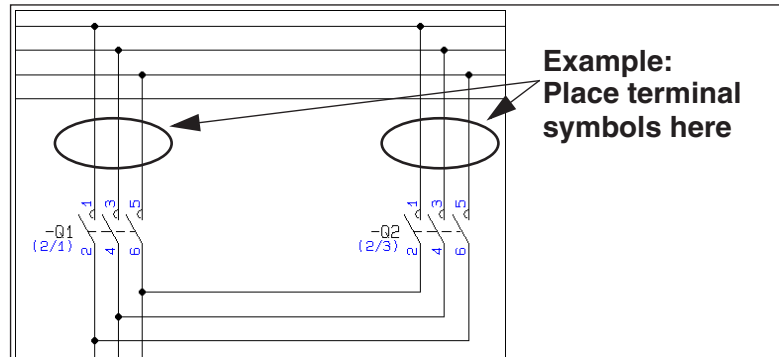 Example:
Place terminal
symbols here
1 3 5
-Q1
(2/1)
2 4 6
1 3 5
-Q2
(2/3)
2 4 6